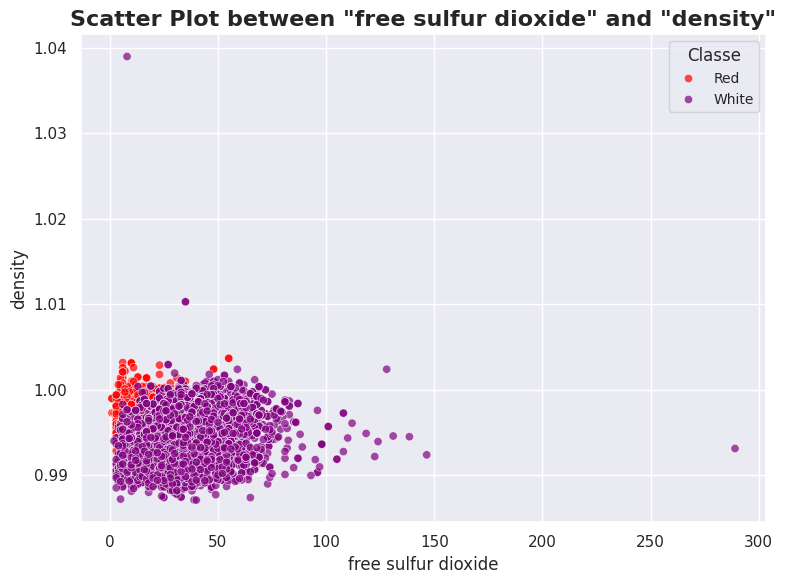 Scatter Plot between "free sulfur dioxide" and "density"
Classe
Red
White
1.04
1.03
1.02
1.01
1.00
0.99
density
0
50
100
150
200
250
300
free sulfur dioxide